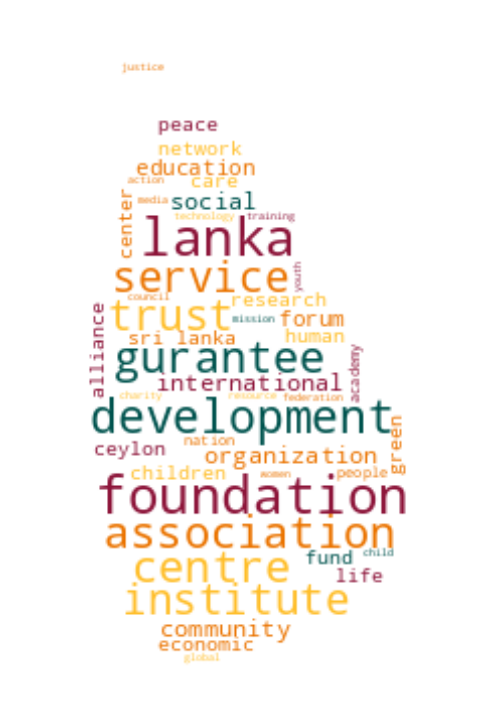 justice
peace
network
education
action
care
center
media
social
technology
training
lanka
service
youth
council
research
trust
mission
forum
alliance
sri lanka
human
gurantee
academy
international
charity
resource
federation
development
green
nation
ceylon
organization
children
women
people
foundation
association
fund
child
centre
life
institute
community
economic
global